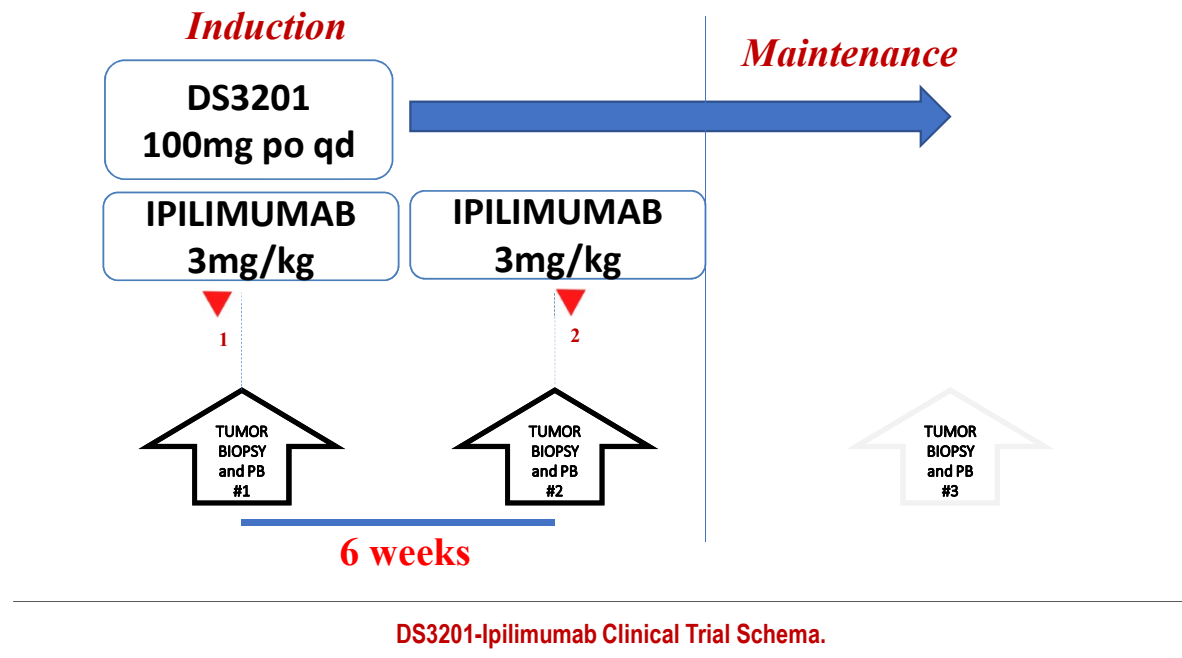 Induction
Maintenance
DS3201
100mg po qd
IPILIMUMAB
3mg/kg
IPILIMUMAB
3mg/kg
1
2
TUMOR
BIOPSY
and PB
#1
TUMOR
BIOPSY
and PB
#2
TUMOR
BIOPSY
and PB
#3
6 weeks
DS3201-Ipilimumab Clinical Trial Schema.